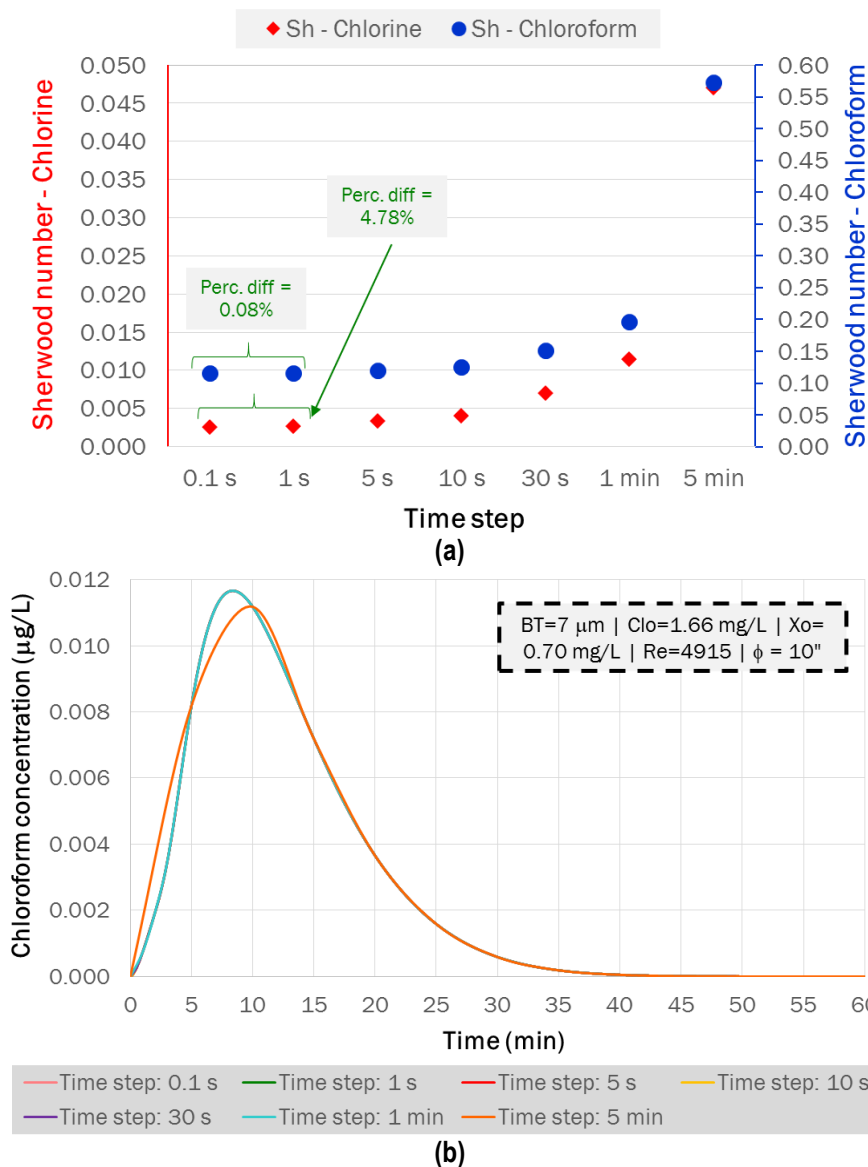 Sh - Chlorine Sh - Chloroform
Sherwood number - Chlorine
0.050
0.045
0.040
0.035
0.030
0.025
0.020
0.015
0.010
0.005
0.000
Perc. diff =
4.78%
Perc. diff =
0.08%
0.60
0.55
0.50
0.45
0.40
0.35
0.30
0.25
0.20
0.15
0.10
0.05
0.00
Sherwood number - Chloroform
0.1 s 1 s 5 s 10 s 30 s 1 min 5 min
Time step
(a)
Chloroform concentration (μg/L)
0.012
0.010
0.008
0.006
0.004
0.002
0.000
BT=7 μm | Clo=1.66 mg/L | Xo=
0.70 mg/L | Re=4915 | ϕ = 10"
0 5 10 15 20 25 30 35 40 45 50 55 60
Time (min)
Time step: 0.1 s Time step: 1 s Time step: 5 s Time step: 10 s
Time step: 30 s Time step: 1 min Time step: 5 min
(b)